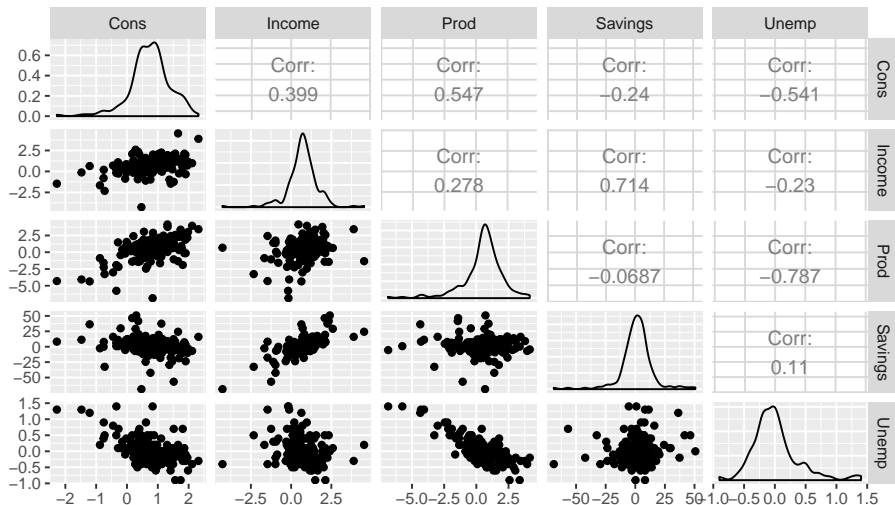 Cons Income Prod Savings Unemp
0.6
0.4
0.2
0.0
Corr:
0.399
Corr:
0.547
Corr:
−0.24
Corr:
−0.541
Cons
2.5
0.0
−2.5
Corr:
0.278
Corr:
0.714
Corr:
−0.23
Income
2.5
0.0
−2.5
−5.0
Corr:
−0.0687
Corr:
−0.787
Prod
50
25
0
−25
−50
Corr:
0.11
Savings
1.5
1.0
0.5
0.0
−0.5
−1.0
Unemp
−2 −1 0 1 2
0.0 2.5
−5.0 −2.5 0.0 2.5
−50 −25 0 25 50
−1.0 −0.5 0.0 0.5 1.0 1.5